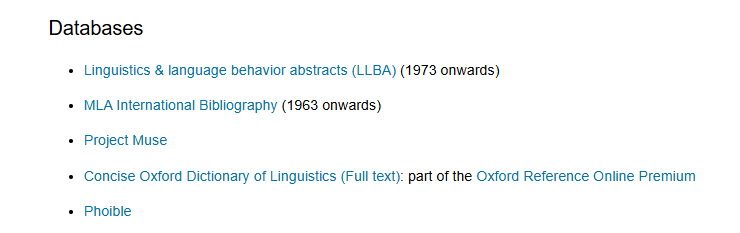 Databases
Linguistics & language behavior abstracts (LLBA) (1973 onwards)
MLA International Bibliography (1963 onwards)
Project Muse
Concise Oxford Dictionary of Linguistics (Full text): part of the Oxford Reference Online Premium
Phoible